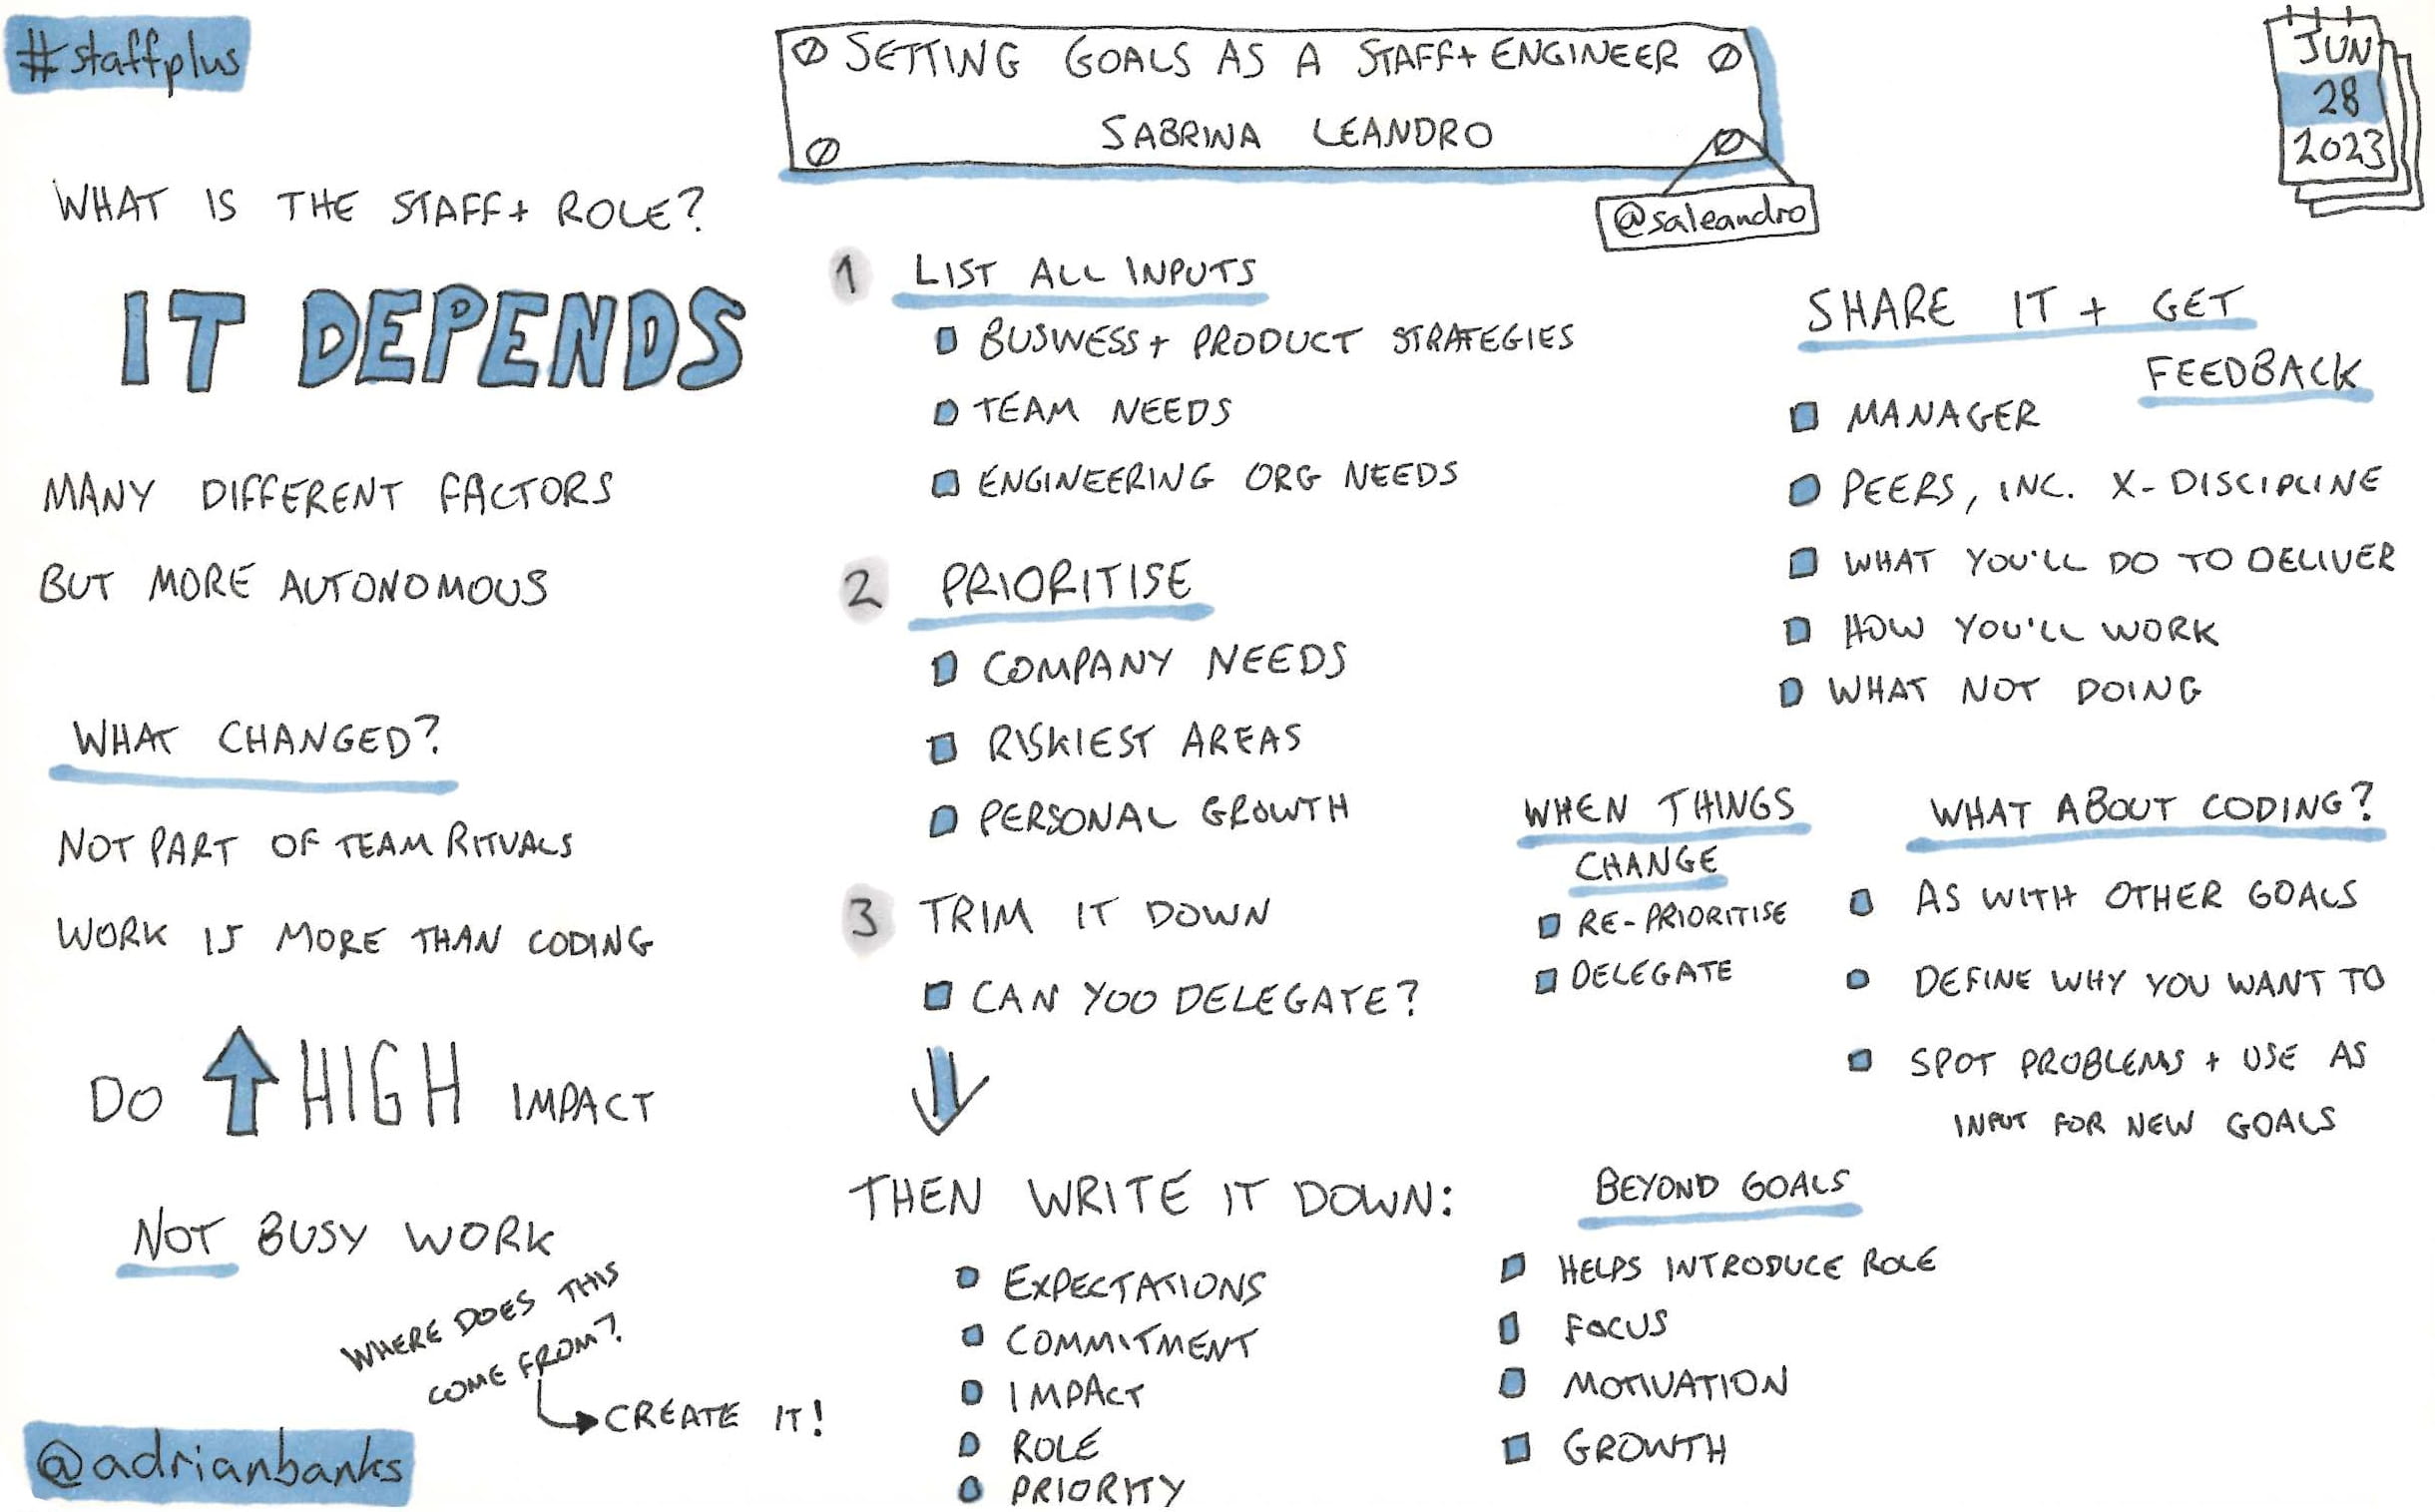 #staffplus
SETTING GOALS AS A STAFF+ ENGINEER
SABRINA LEANDRO
@saleandro
JUN
28
2023
WHAT IS THE STAFF+ ROLE?
IT DEPENDS
MANY DIFFERENT FACTORS
BUT MORE AUTONOMOUS
WHAT CHANGED?
NOT PART OF TEAM RITUALS
WORK IS MORE THAN CODING
DO HIGH IMPACT
NOT BUSY WORK
WHERE DOES THIS
COME FROM?
CREATE IT!
@adrianbanks
1 LIST ALL INPUTS
BUSINESS + PRODUCT STRATEGIES
TEAM NEEDS
ENGINEERING ORG NEEDS
2 PRIORITISE
COMPANY NEEDS
RISKIEST AREAS
PERSONAL GROWTH
3 TRIM IT DOWN
CAN YOU DELEGATE?
THEN WRITE IT DOWN:
EXPECTATIONS
COMMITMENT
IMPACT
ROLE
PRIORITY
SHARE IT + GET
FEEDBACK
MANAGER
PEERS, INC. X-DISCIPLINE
WHAT YOU'LL DO TO DELIVER
HOW YOU'LL WORK
WHAT NOT DOING
WHEN THINGS
CHANGE
RE-PRIORITISE
DELEGATE
WHAT ABOUT CODING?
AS WITH OTHER GOALS
DEFINE WHY YOU WANT TO
SPOT PROBLEMS + USE AS
INPUT FOR NEW GOALS
BEYOND GOALS
HELPS INTRODUCE ROLE
FOCUS
MOTIVATION
GROWTH